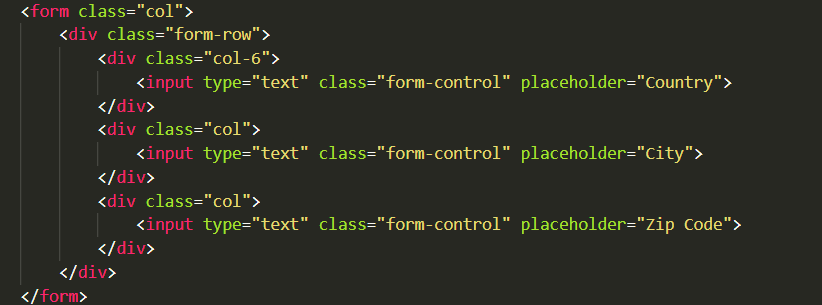 <form class="col">
<div class="form-row">
<div class="col-6">
<input type="text" class="form-control" placeholder="Country">
</div>
<div class="col">
<input type="text" class="form-control" placeholder="City">
</div>
<div class="col">
<input type="text" class="form-control" placeholder="Zip Code">
</div>
</div>
</form>